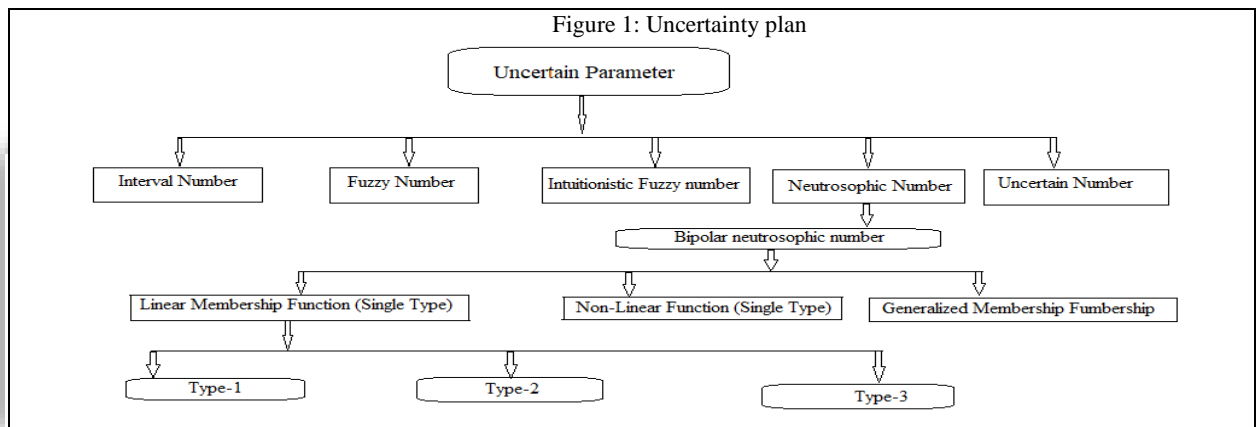 Figure 1: Uncertainty plan
Uncertain Parameter
Interval Number
Fuzzy Number
Intuitionistic Fuzzy number
Neutrosophic Number
Uncertain Number
Bipolar neutrosophic number
Linear Membership Function (Single Type)
Non-Linear Function (Single Type)
Generalized Membership Fumbership
Type-1
Type-2
Type-3